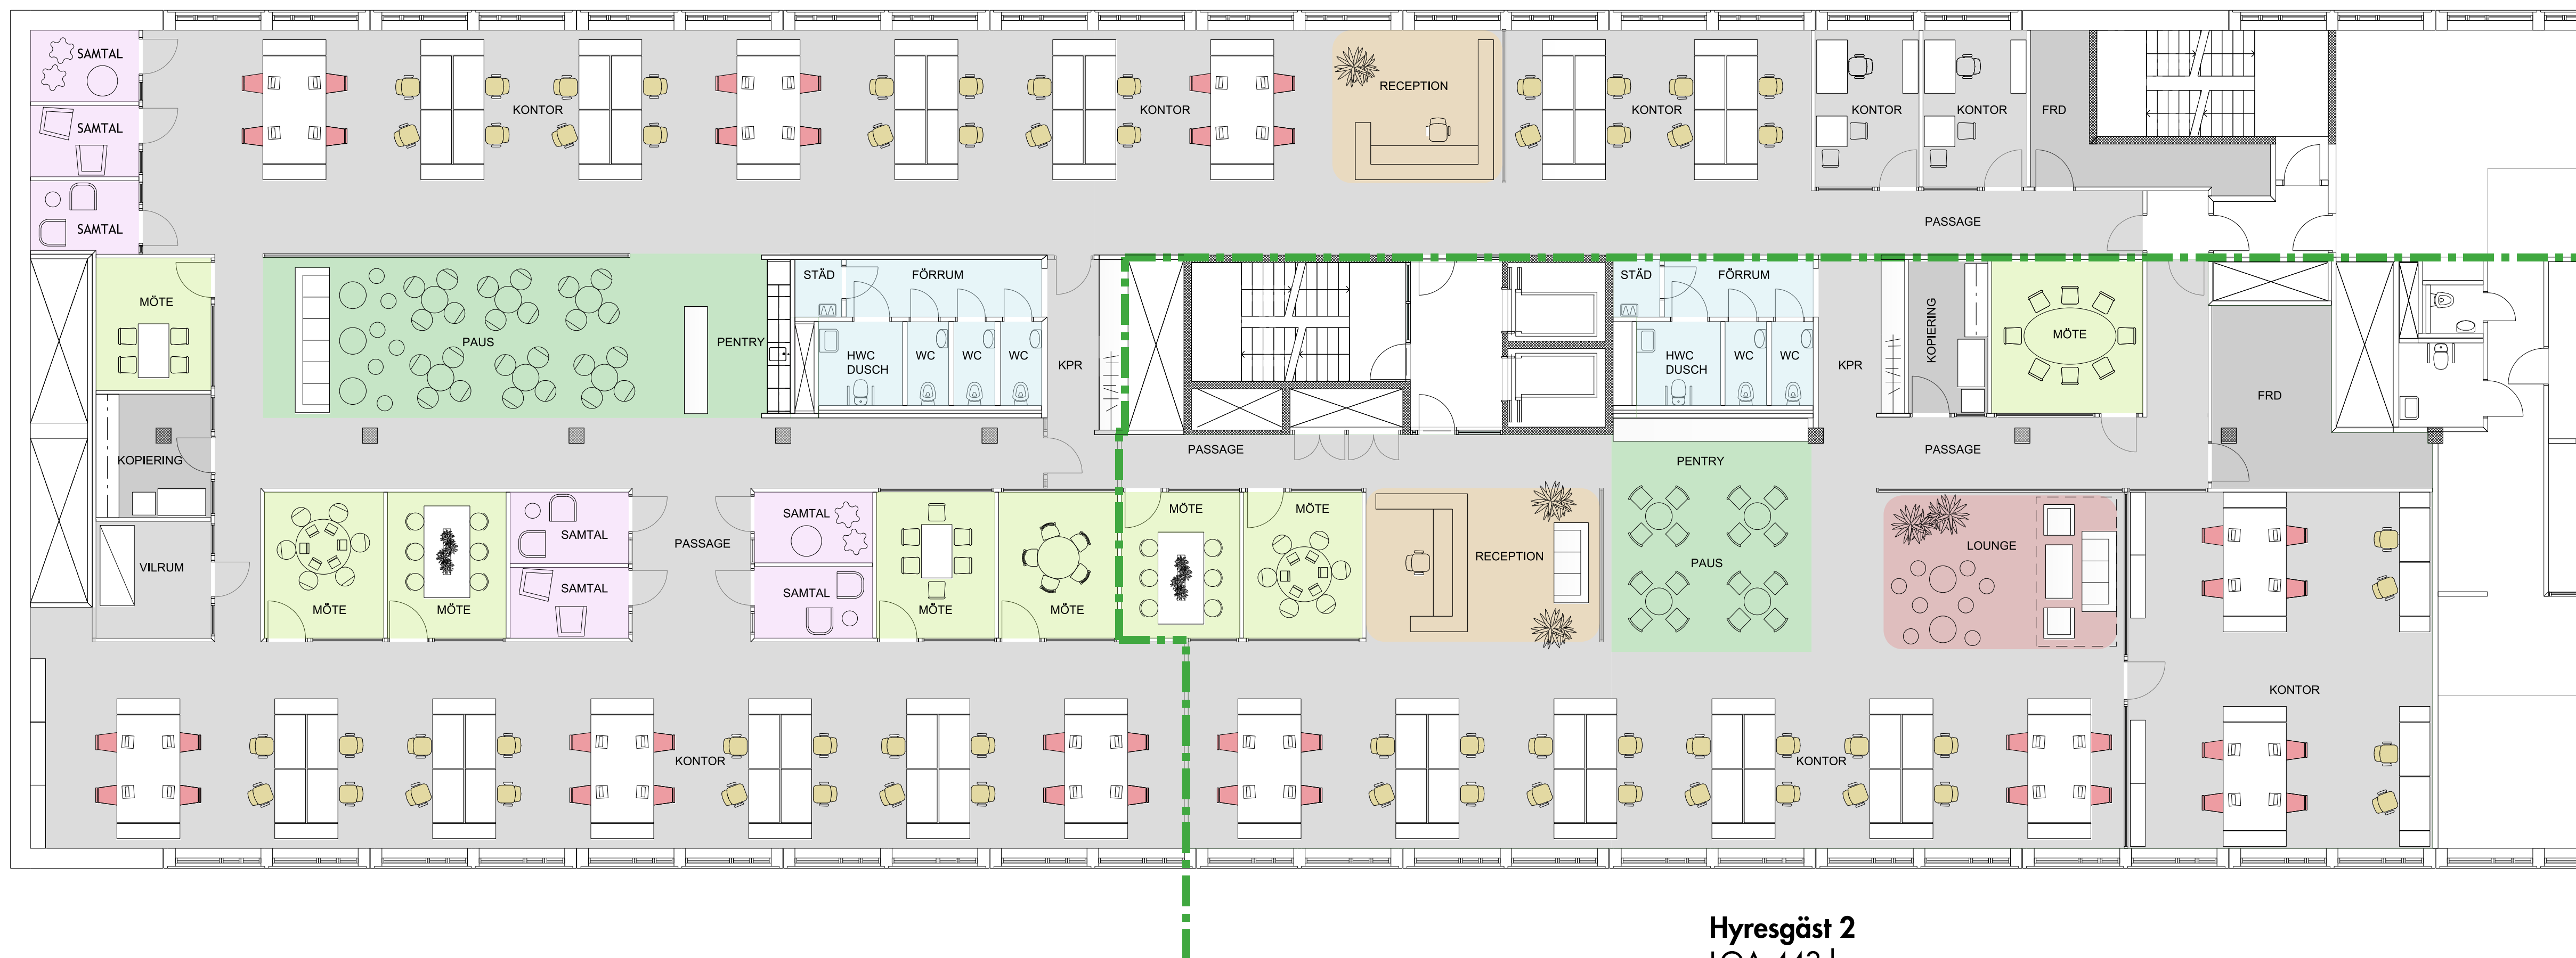 SAMTAL
SAMTAL
SAMTAL
KONTOR
KONTOR
RECEPTION
KONTOR
KONTOR
KONTOR
FRD
PASSAGE
MÖTE
PAUS
PENTRY
STÄD
FÖRRUM
HWC
DUSCH
WC
WC
WC
KPR
STÄD
FÖRRUM
HWC
DUSCH
WC
WC
KPR
KOPIERING
MÖTE
FRD
KOPIERING
PASSAGE
PENTRY
PASSAGE
VILRUM
MÖTE
MÖTE
SAMTAL
SAMTAL
PASSAGE
SAMTAL
SAMTAL
MÖTE
MÖTE
MÖTE
MÖTE
RECEPTION
PAUS
LOUNGE
KONTOR
KONTOR
KONTOR
Hyresgäst 2